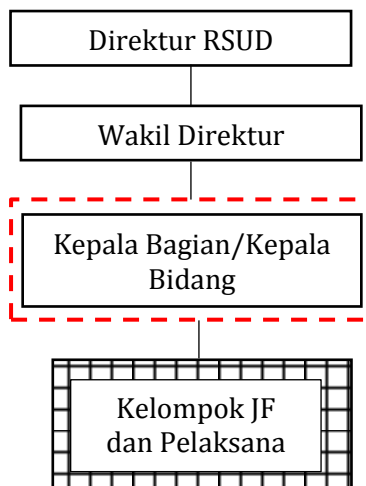 Direktur RSUD
Wakil Direktur
Kepala Bagian/Kepala
Bidang
Kelompok JF
dan Pelaksana